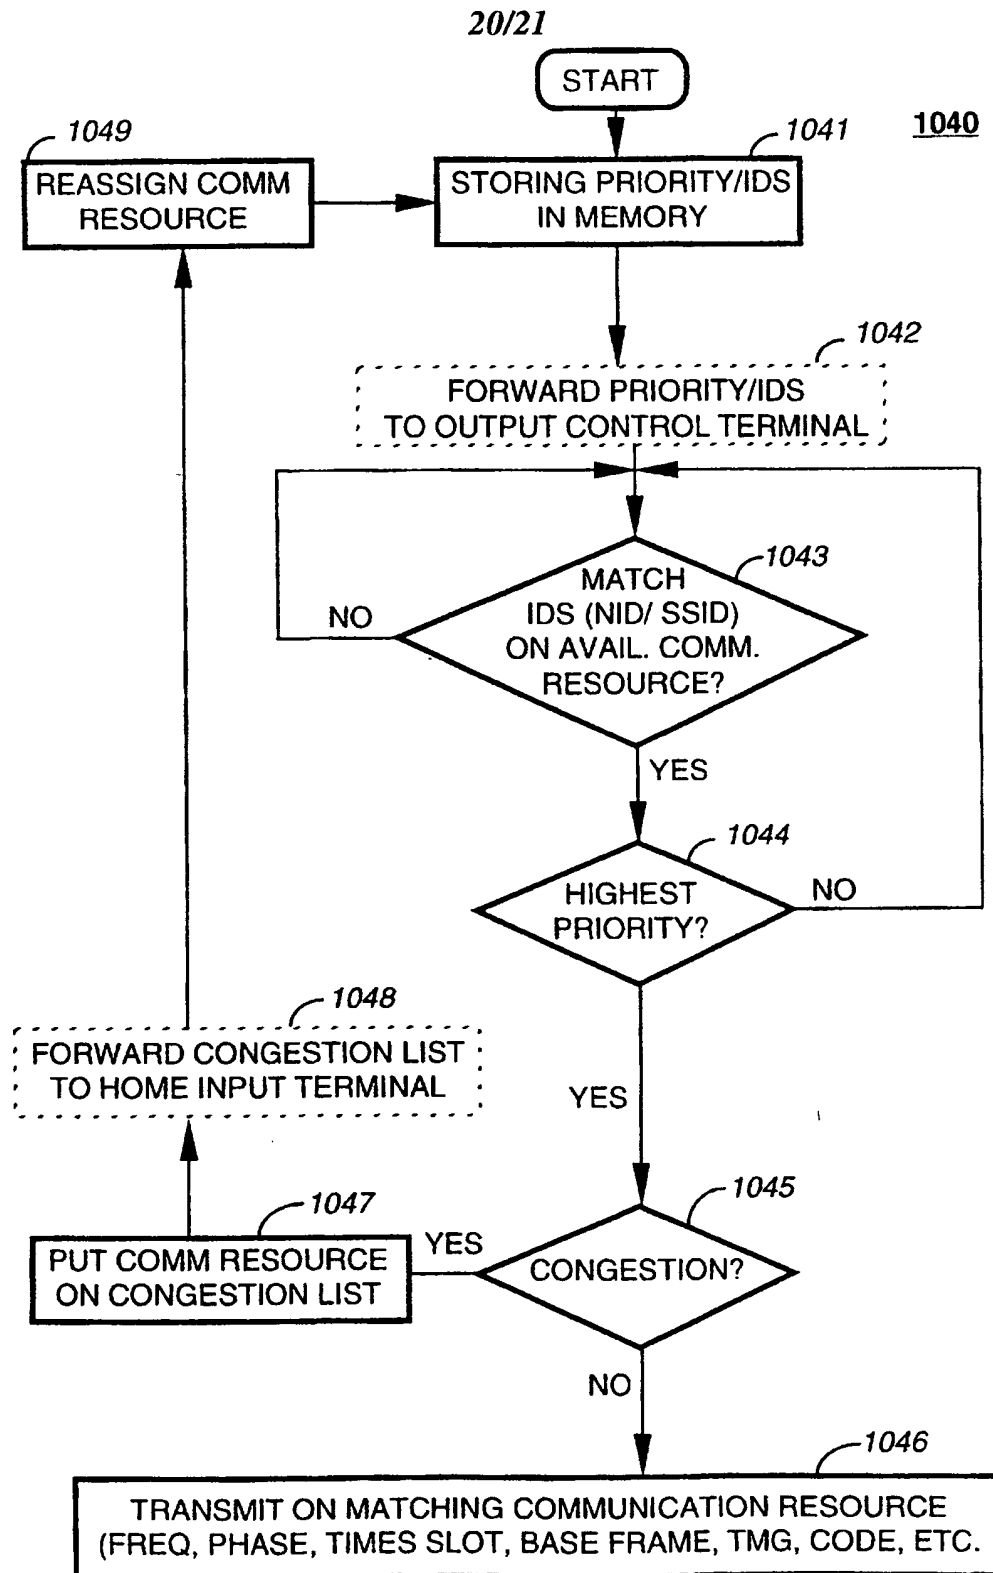 20/21
START
1040
1049
1041
REASSIGN COMM
RESOURCE
STORING PRIORITY/IDS
IN MEMORY
1042
FORWARD PRIORITY/IDS
TO OUTPUT CONTROL TERMINAL
1043
MATCH
IDS (NID/ SSID)
ON AVAIL. COMM.
RESOURCE?
NO
YES
1044
HIGHEST
PRIORITY?
NO
1048
FORWARD CONGESTION LIST
TO HOME INPUT TERMINAL
YES
1045
1047
CONGESTION?
YES
PUT COMM RESOURCE
ON CONGESTION LIST
NO
1046
TRANSMIT ON MATCHING COMMUNICATION RESOURCE
(FREQ, PHASE, TIMES SLOT, BASE FRAME, TMG, CODE, ETC.